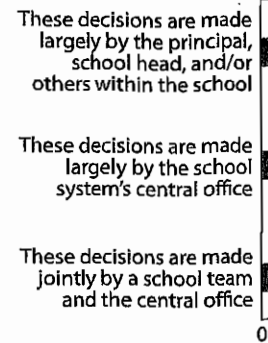 These decisions are made
largely by the principal,
school head, and/or
others within the school
These decisions are made
largely by the school
system's central office
These decisions are made
jointly by a school team
and the central office
0